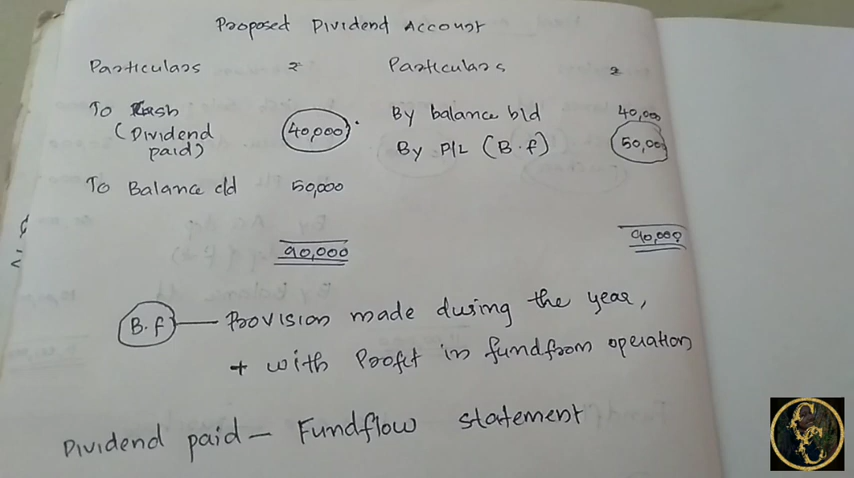 Proposed Dividend Account
Particulars ₹ Particulars ₹
To Cash 40,000 By balance b/d 40,000
(Dividend paid) By P/L (B.f) 50,000
To Balance c/d 50,000
90,000 90,000
B.f — Provision made during the year,
+ with Profit in fundfrom operation
Dividend paid — Fundflow statement